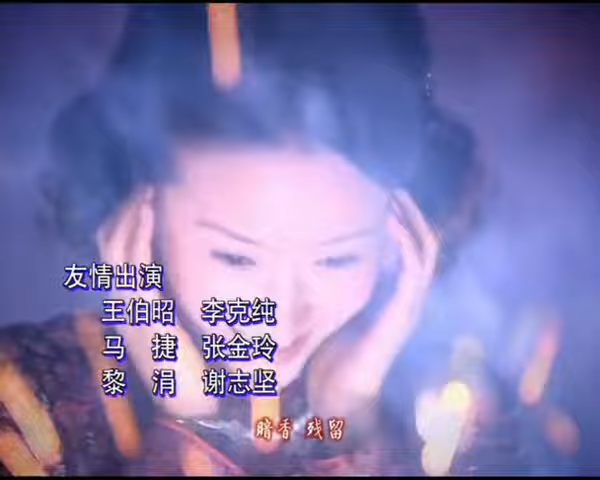 友情出演
王伯昭 李克纯
马 捷 张金玲
黎 涓 谢志坚
暗香 残留